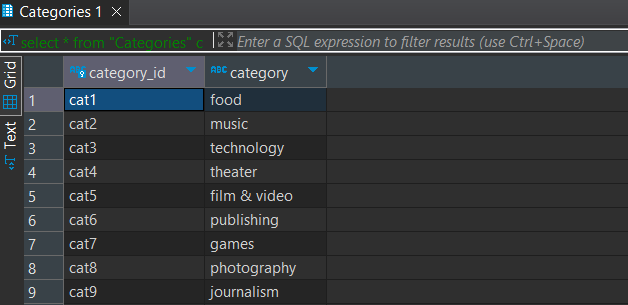 Categories 1
select * from "Categories" c
Enter a SQL expression to filter results (use Ctrl+Space)
Grid
Text
ABC category_id ABC category
1 cat1 food
2 cat2 music
3 cat3 technology
4 cat4 theater
5 cat5 film & video
6 cat6 publishing
7 cat7 games
8 cat8 photography
9 cat9 journalism